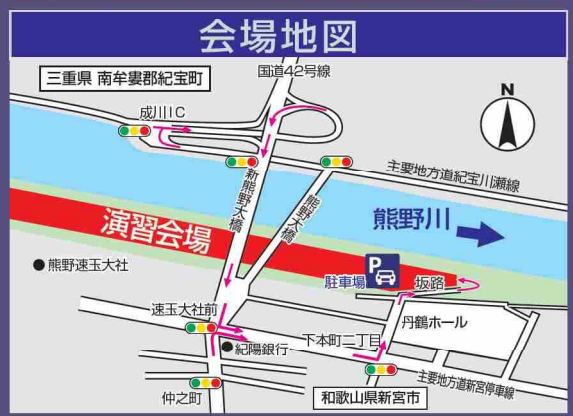 会場地図
国道42号線
三重県 南牟婁郡紀宝町
N
成川IC
主要地方道紀宝川瀬線
新熊野大橋
熊野大橋
熊野川
演習会場
P
駐車場
坂路
熊野速玉大社
速玉大社前
丹鶴ホール
下本町二丁目
紀陽銀行
主要地方道新宮停車線
仲之町
和歌山県新宮市